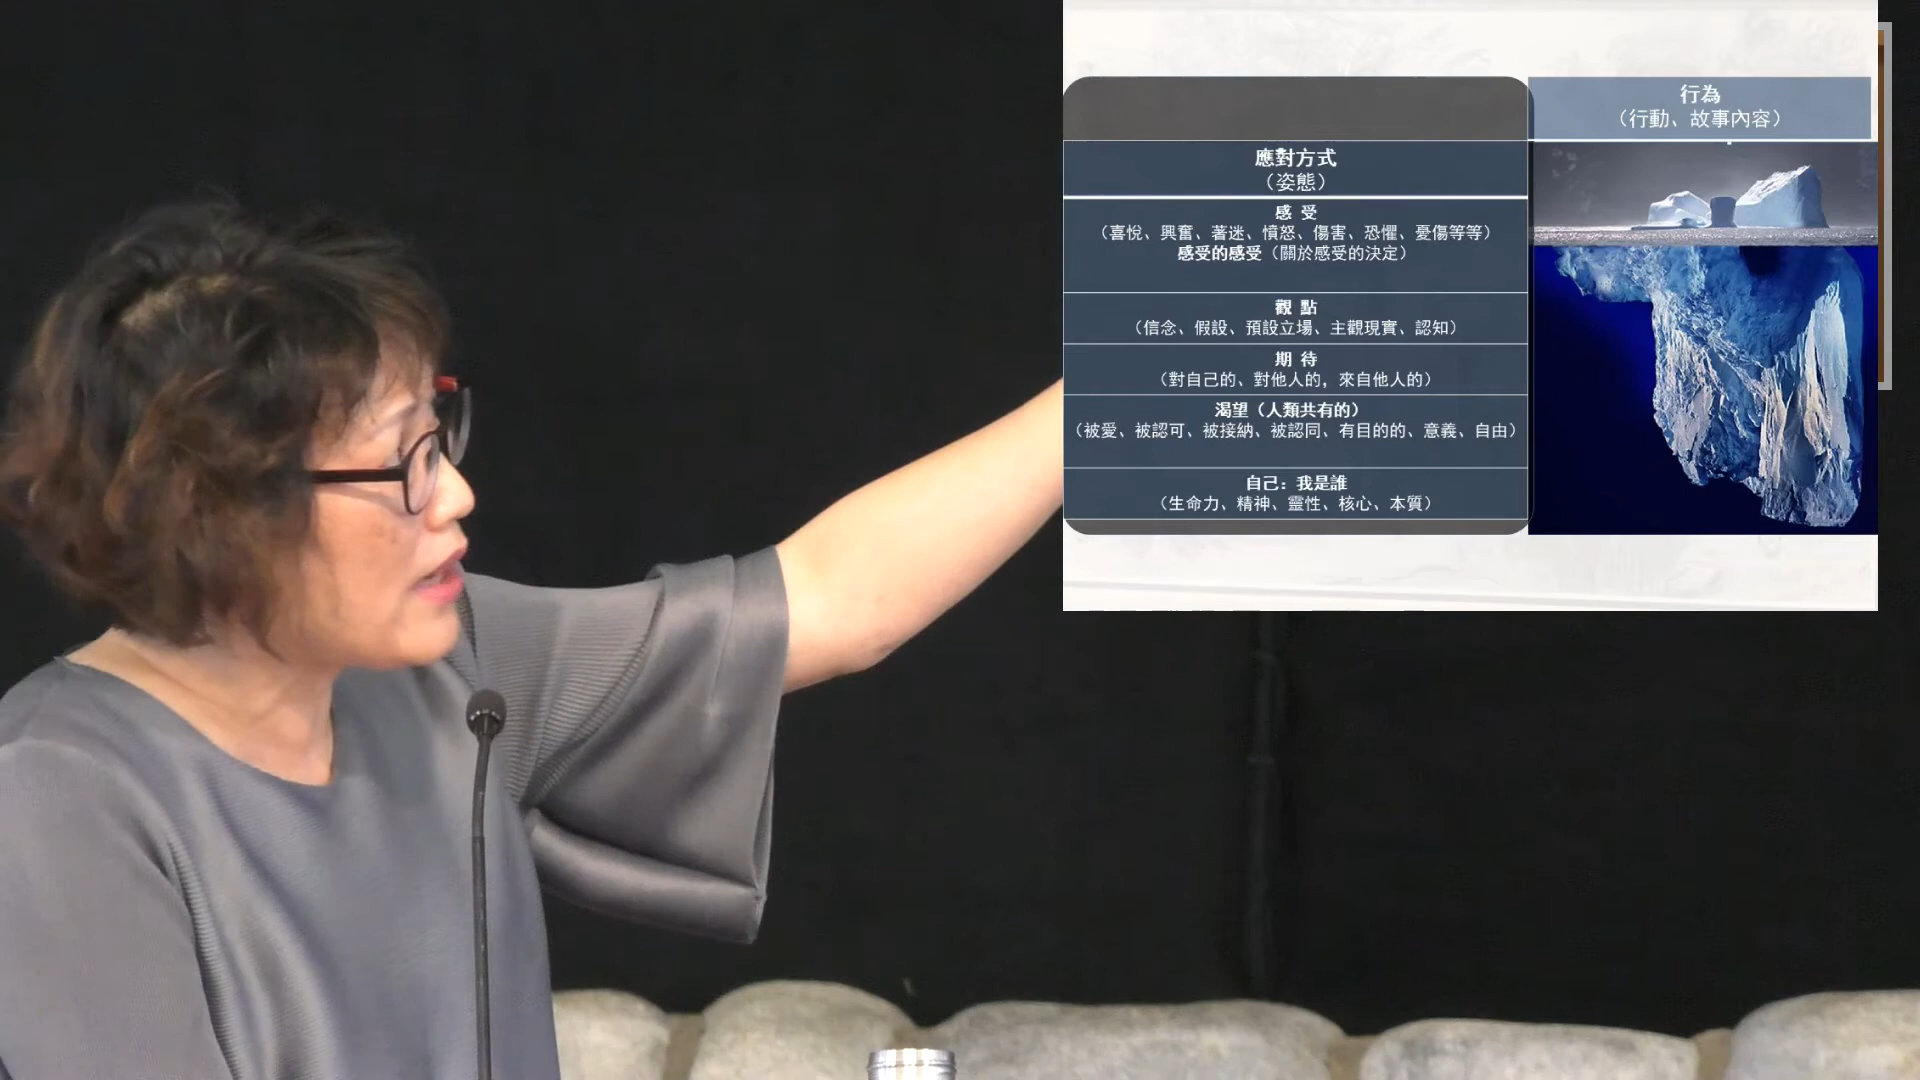 行為
（行動、故事內容）
應對方式
（姿態）
感 受
（喜悅、興奮、著迷、憤怒、傷害、恐懼、憂傷等等）
感受的感受（關於感受的決定）
觀 點
（信念、假設、預設立場、主觀現實、認知）
期 待
（對自己的、對他人的，來自他人的）
渴望（人類共有的）
（被愛、被認可、被接納、被認同、有目的的、意義、自由）
自己：我是誰
（生命力、精神、靈性、核心、本質）